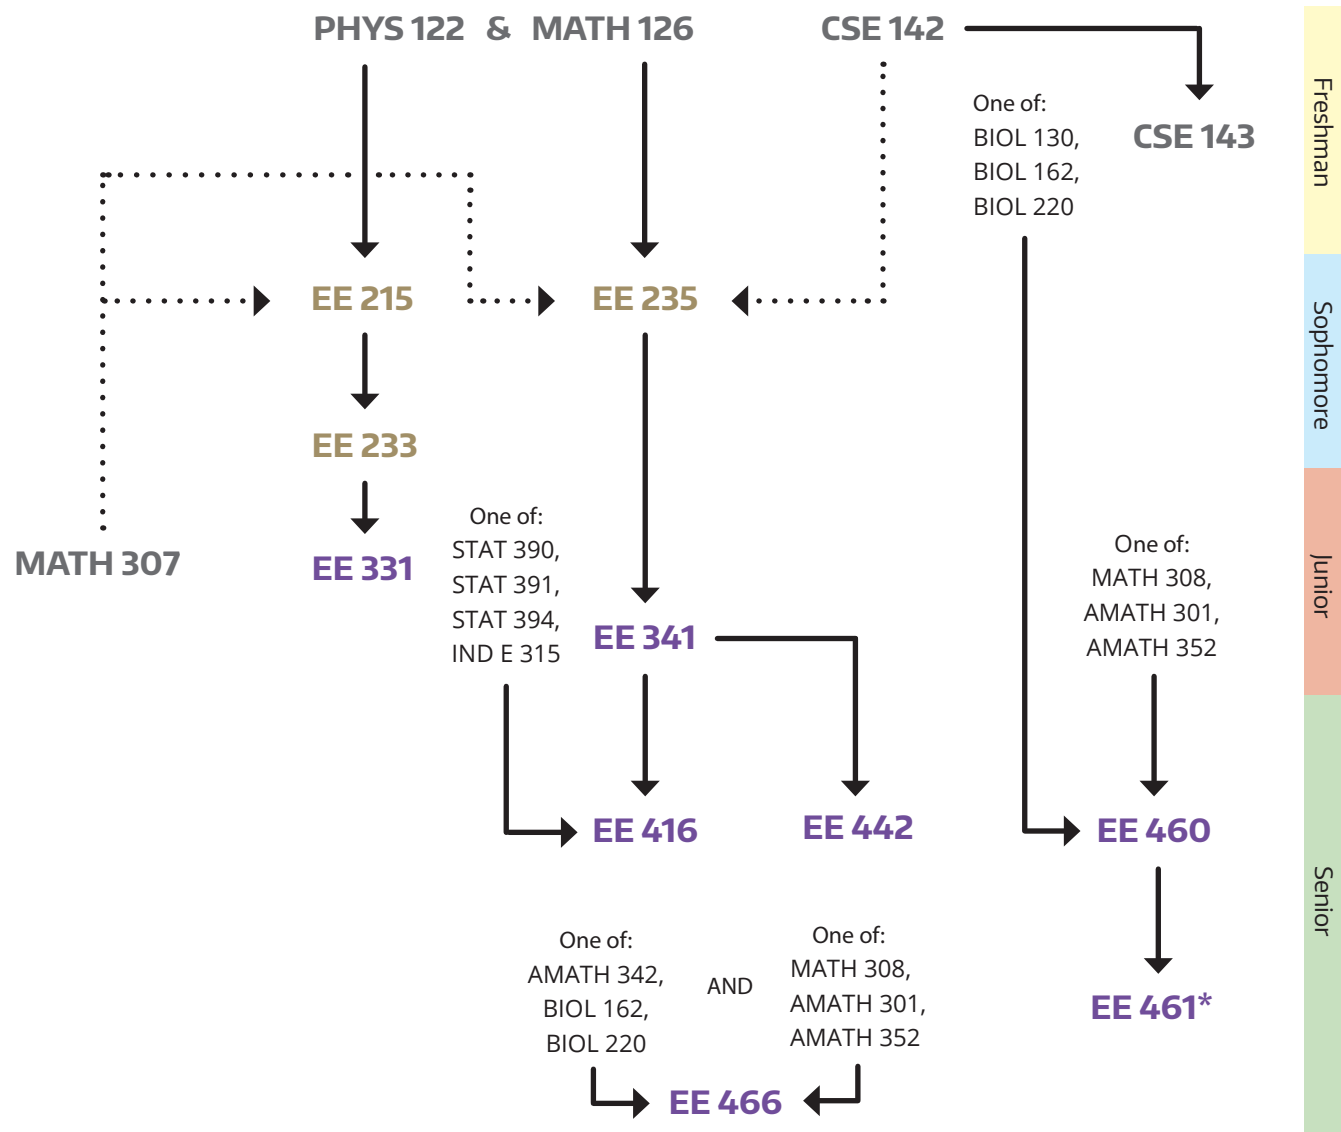 PHYS 122 & MATH 126
CSE 142
Freshman
One of:
BIOL 130,
BIOL 162,
BIOL 220
CSE 143
EE 215
EE 235
Sophomore
EE 233
MATH 307
EE 331
One of:
STAT 390,
STAT 391,
STAT 394,
IND E 315
EE 341
One of:
MATH 308,
AMATH 301,
AMATH 352
Junior
EE 416
EE 442
EE 460
Senior
One of:
AMATH 342,
BIOL 162,
BIOL 220
AND
One of:
MATH 308,
AMATH 301,
AMATH 352
EE 461*
EE 466